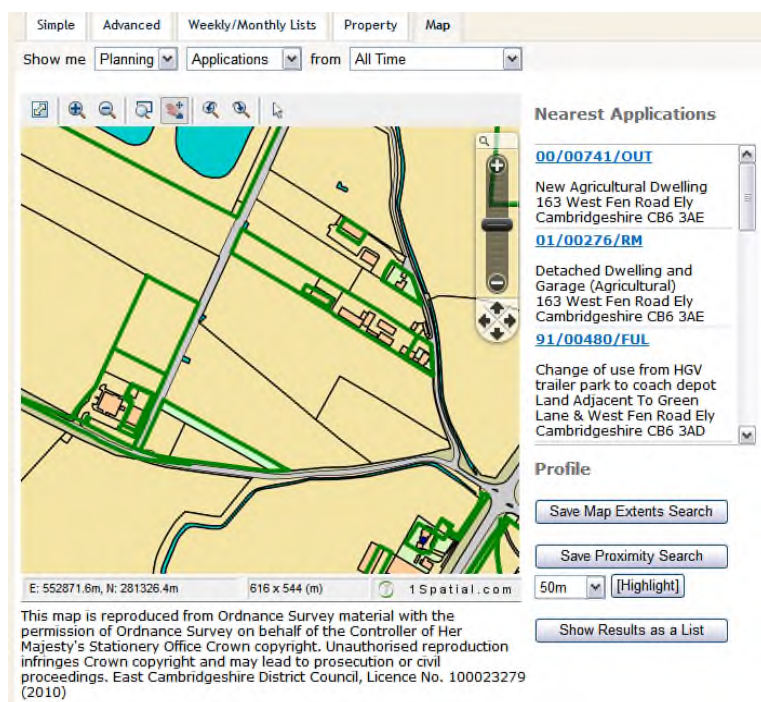 Simple Advanced Weekly/Monthly Lists Property Map
Show me Planning Applications from All Time
Nearest Applications
00/00741/OUT
New Agricultural Dwelling
163 West Fen Road Ely
Cambridgeshire CB6 3AE
01/00276/RM
Detached Dwelling and
Garage (Agricultural)
163 West Fen Road Ely
Cambridgeshire CB6 3AE
91/00480/FUL
Change of use from HGV
trailer park to coach depot
Land Adjacent To Green
Lane & West Fen Road Ely
Cambridgeshire CB6 3AD
Profile
Save Map Extents Search
Save Proximity Search
50m [Highlight]
Show Results as a List
E: 552871.6m, N: 281326.4m 616 x 544 (m) 1Spatial.com
This map is reproduced from Ordnance Survey material with the
permission of Ordnance Survey on behalf of the Controller of Her
Majesty's Stationery Office Crown copyright. Unauthorised reproduction
infringes Crown copyright and may lead to prosecution or civil
proceedings. East Cambridgeshire District Council, Licence No. 100023279
(2010)